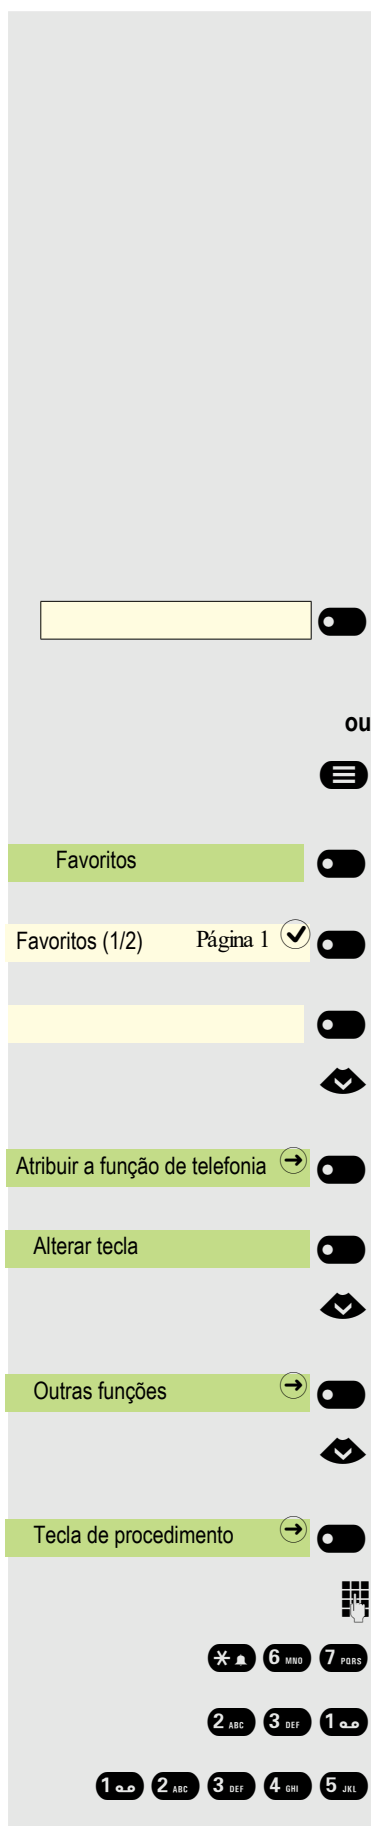 ou
Favoritos
Favoritos (1/2) Página 1
Atribuir a função de telefonia
Alterar tecla
Outras funções
Tecla de procedimento
6 MNO 7 PQRS
2 ABC 3 DEF 1
1 2 ABC 3 DEF 4 GHI 5 JKL